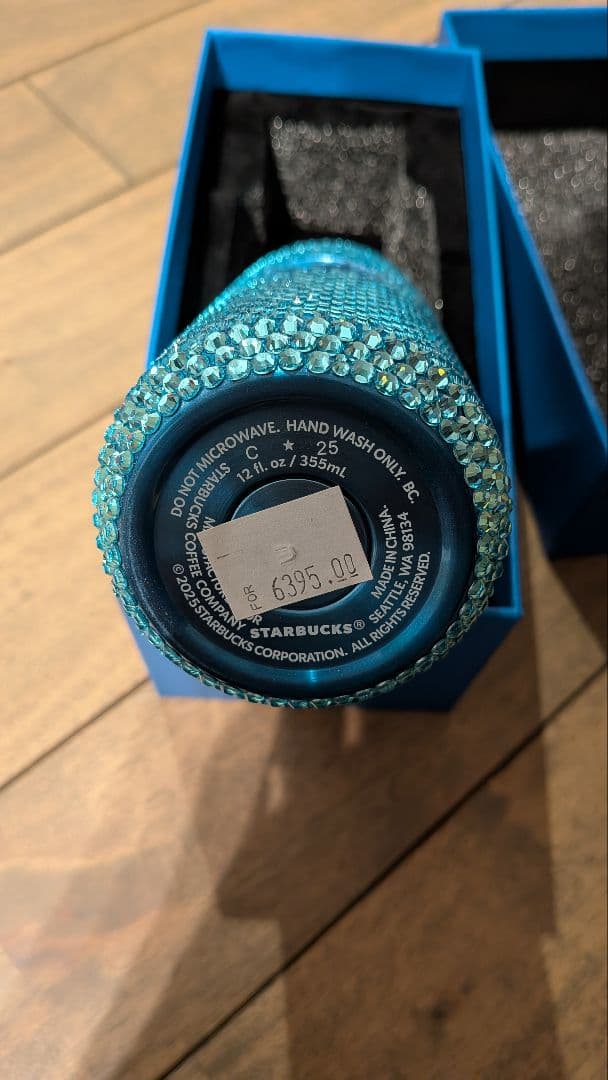 DO NOT MICROWAVE. HAND WASH ONLY. BC.
C ★ 25
12 fl. oz / 355mL
FOR 6395.00
STARBUCKS COFFEE COMPANY
STARBUCKS®
MADE IN CHINA.
SEATTLE, WA 98134.
© 2025 STARBUCKS CORPORATION. ALL RIGHTS RESERVED.